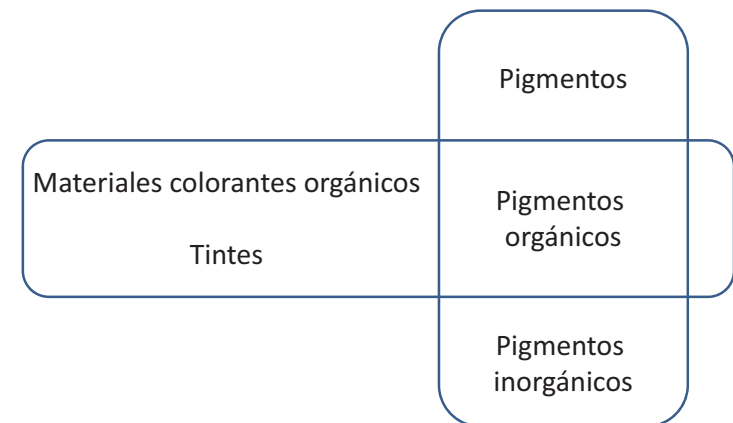 Pigmentos
Materiales colorantes orgánicos
Tintes
Pigmentos
orgánicos
Pigmentos
inorgánicos